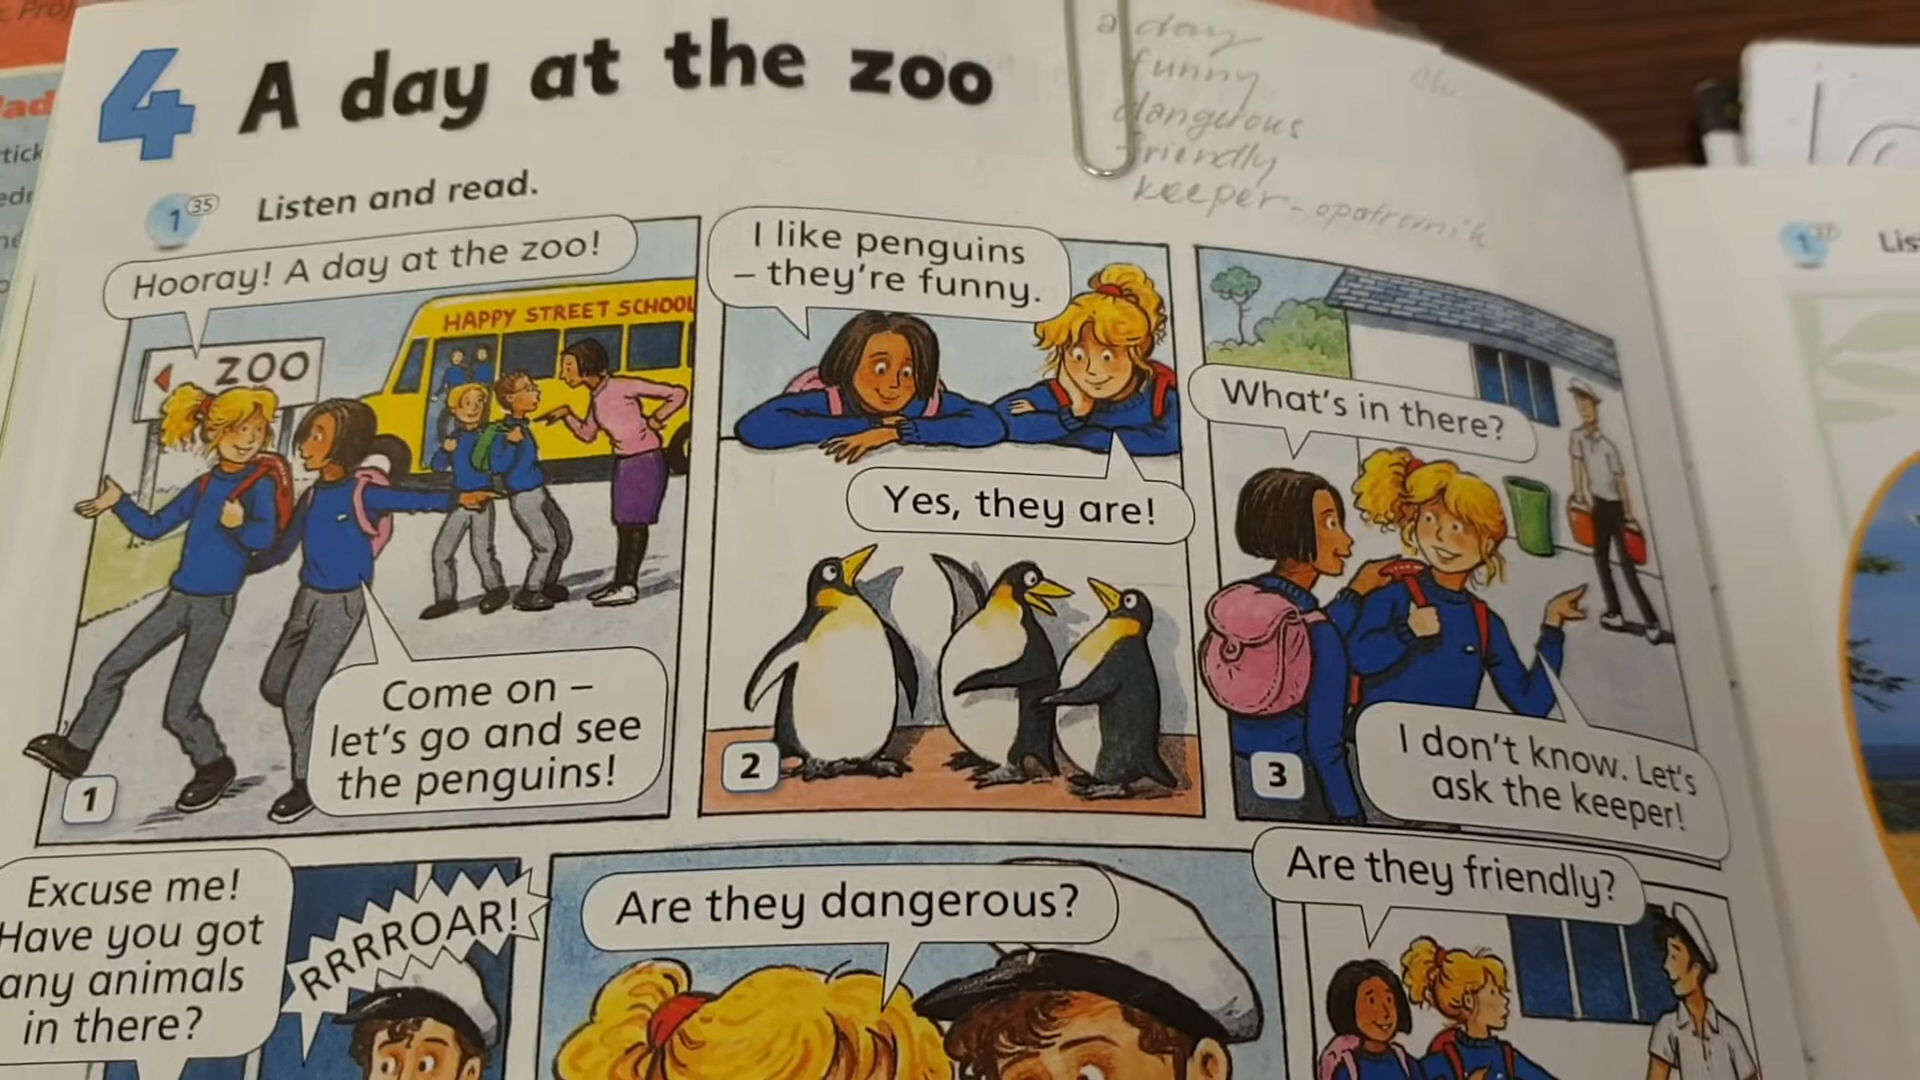 4 A day at the zoo
a day
funny
dangerous
friendly
keeper - opatrovník
1 35 Listen and read.
Hooray! A day at the zoo!
ZOO
HAPPY STREET SCHOOL
Come on –
let's go and see
the penguins!
1
I like penguins
– they're funny.
Yes, they are!
2
What's in there?
I don't know. Let's
ask the keeper!
3
Excuse me!
Have you got
any animals
in there?
RRRROAR!
Are they dangerous?
Are they friendly?
1 37